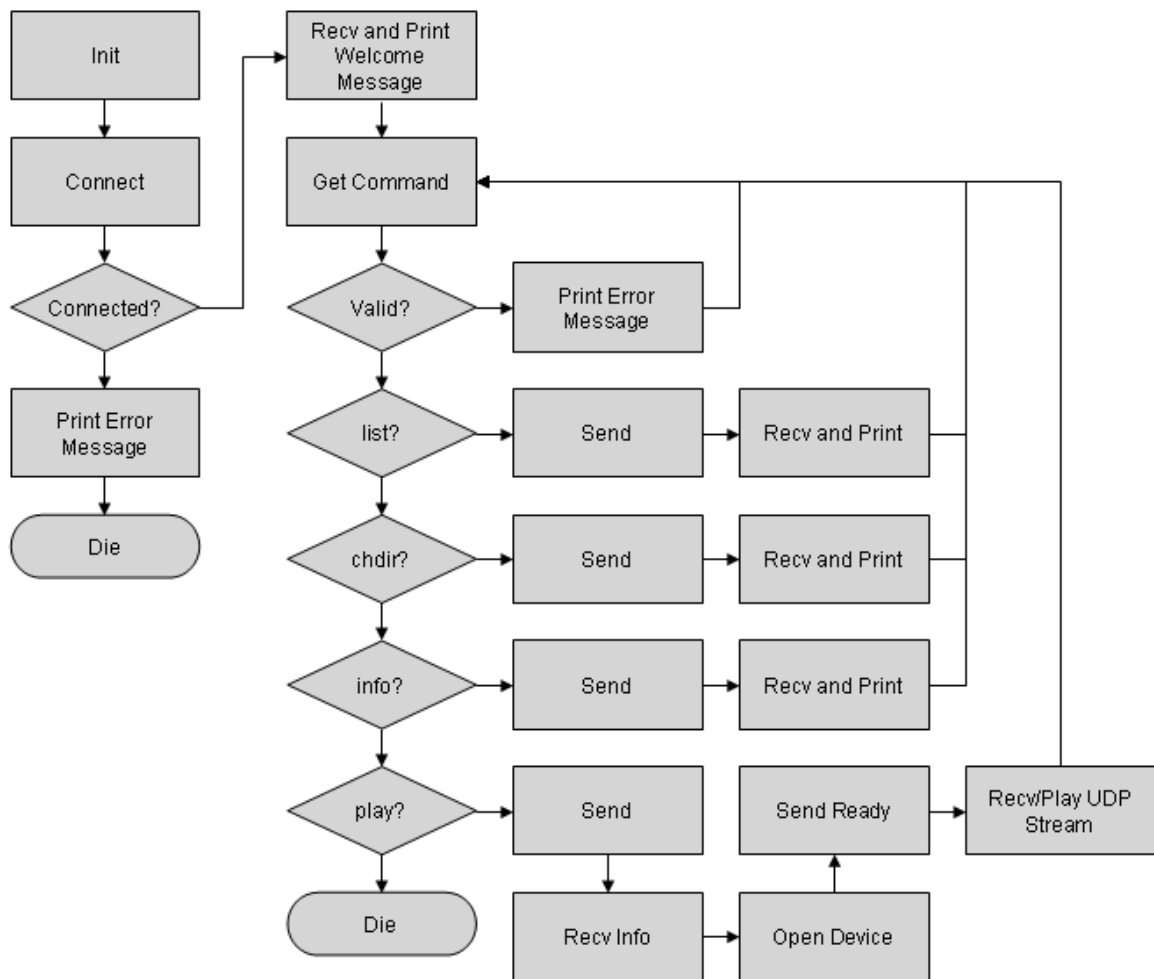 Init
Connect
Connected?
Print Error
Message
Die
Recv and Print
Welcome
Message
Get Command
Valid?
Print Error
Message
list?
Send
Recv and Print
chdir?
Send
Recv and Print
info?
Send
Recv and Print
play?
Send
Send Ready
Recv/Play UDP
Stream
Die
Recv Info
Open Device